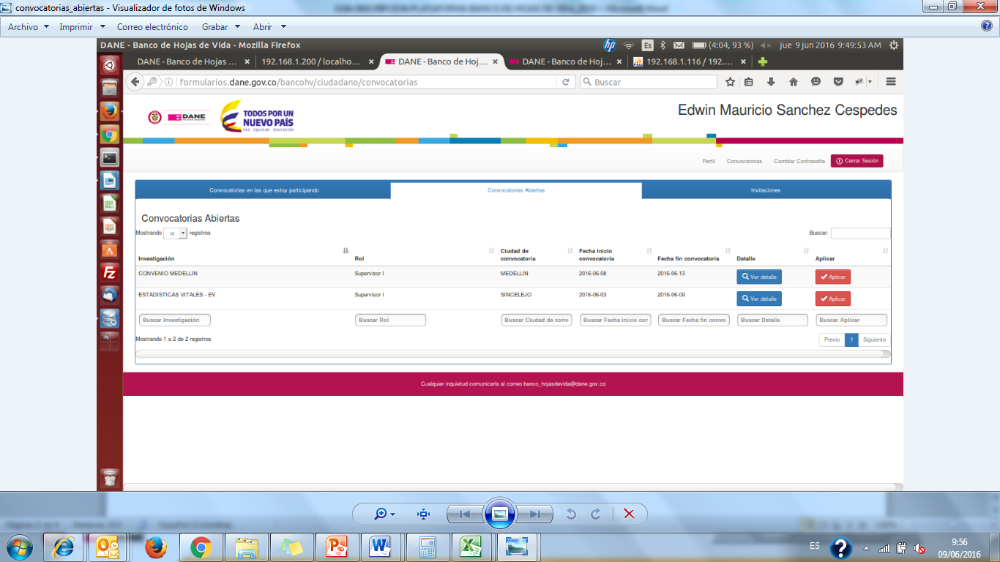 convocatorias_abiertas - Visualizador de fotos de Windows
Archivo Imprimir Correo electrónico Grabar Abrir
DANE - Banco de Hojas de Vida - Mozilla Firefox
Es (4:04, 93 %) jue 9 jun 2016 9:49:53 AM
DANE - Banco de Hojas ... 192.168.1.200 / localho... DANE - Banco de Hoj... DANE - Banco de Hoj... 192.168.1.116 / 192....
formularios.dane.gov.co/bancohv/ciudadano/convocatorias
Buscar
DANE
TODOS POR UN
NUEVO PAÍS
PAZ EQUIDAD EDUCACIÓN
Edwin Mauricio Sanchez Cespedes
Perfil Convocatorias Cambiar Contraseña Cerrar Sesión
Convocatorias en las que estoy participando Convocatorias Abiertas Invitaciones
Convocatorias Abiertas
Mostrando 10 registros Buscar:
Investigación Rol Ciudad de convocatoria Fecha inicio convocatoria Fecha fin convocatoria Detalle Aplicar
CONVENIO MEDELLIN Supervisor I MEDELLIN 2016-06-08 2016-06-13 Ver detalle Aplicar
ESTADISTICAS VITALES - EV Supervisor I SINCELEJO 2016-06-03 2016-06-09 Ver detalle Aplicar
Buscar Investigación Buscar Rol Buscar Ciudad de conv Buscar Fecha inicio con Buscar Fecha fin convo Buscar Detalle Buscar Aplicar
Mostrando 1 a 2 de 2 registros Previo 1 Siguiente
Cualquier inquietud comunicarla al correo banco_hojasdevida@dane.gov.co
ES 9:56
09/06/2016